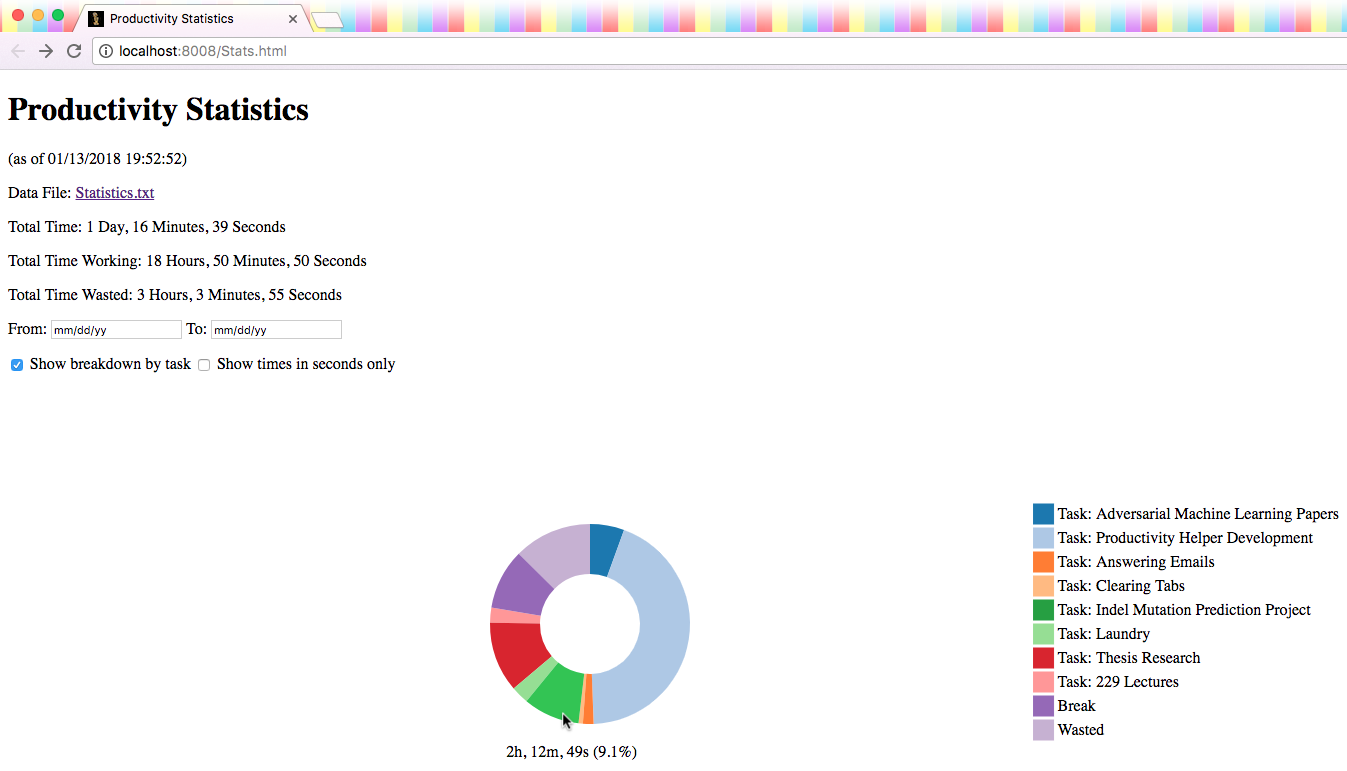 Productivity Statistics
localhost:8008/Stats.html
Productivity Statistics
(as of 01/13/2018 19:52:52)
Data File: Statistics.txt
Total Time: 1 Day, 16 Minutes, 39 Seconds
Total Time Working: 18 Hours, 50 Minutes, 50 Seconds
Total Time Wasted: 3 Hours, 3 Minutes, 55 Seconds
From: mm/dd/yy To: mm/dd/yy
Show breakdown by task Show times in seconds only
Task: Adversarial Machine Learning Papers
Task: Productivity Helper Development
Task: Answering Emails
Task: Clearing Tabs
Task: Indel Mutation Prediction Project
Task: Laundry
Task: Thesis Research
Task: 229 Lectures
Break
Wasted
2h, 12m, 49s (9.1%)